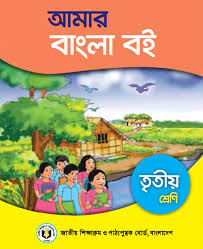 আমার
বাংলা বই
তৃতীয়
শ্রেণি
জাতীয় শিক্ষাক্রম ও পাঠ্যপুস্তক বোর্ড, বাংলাদেশ